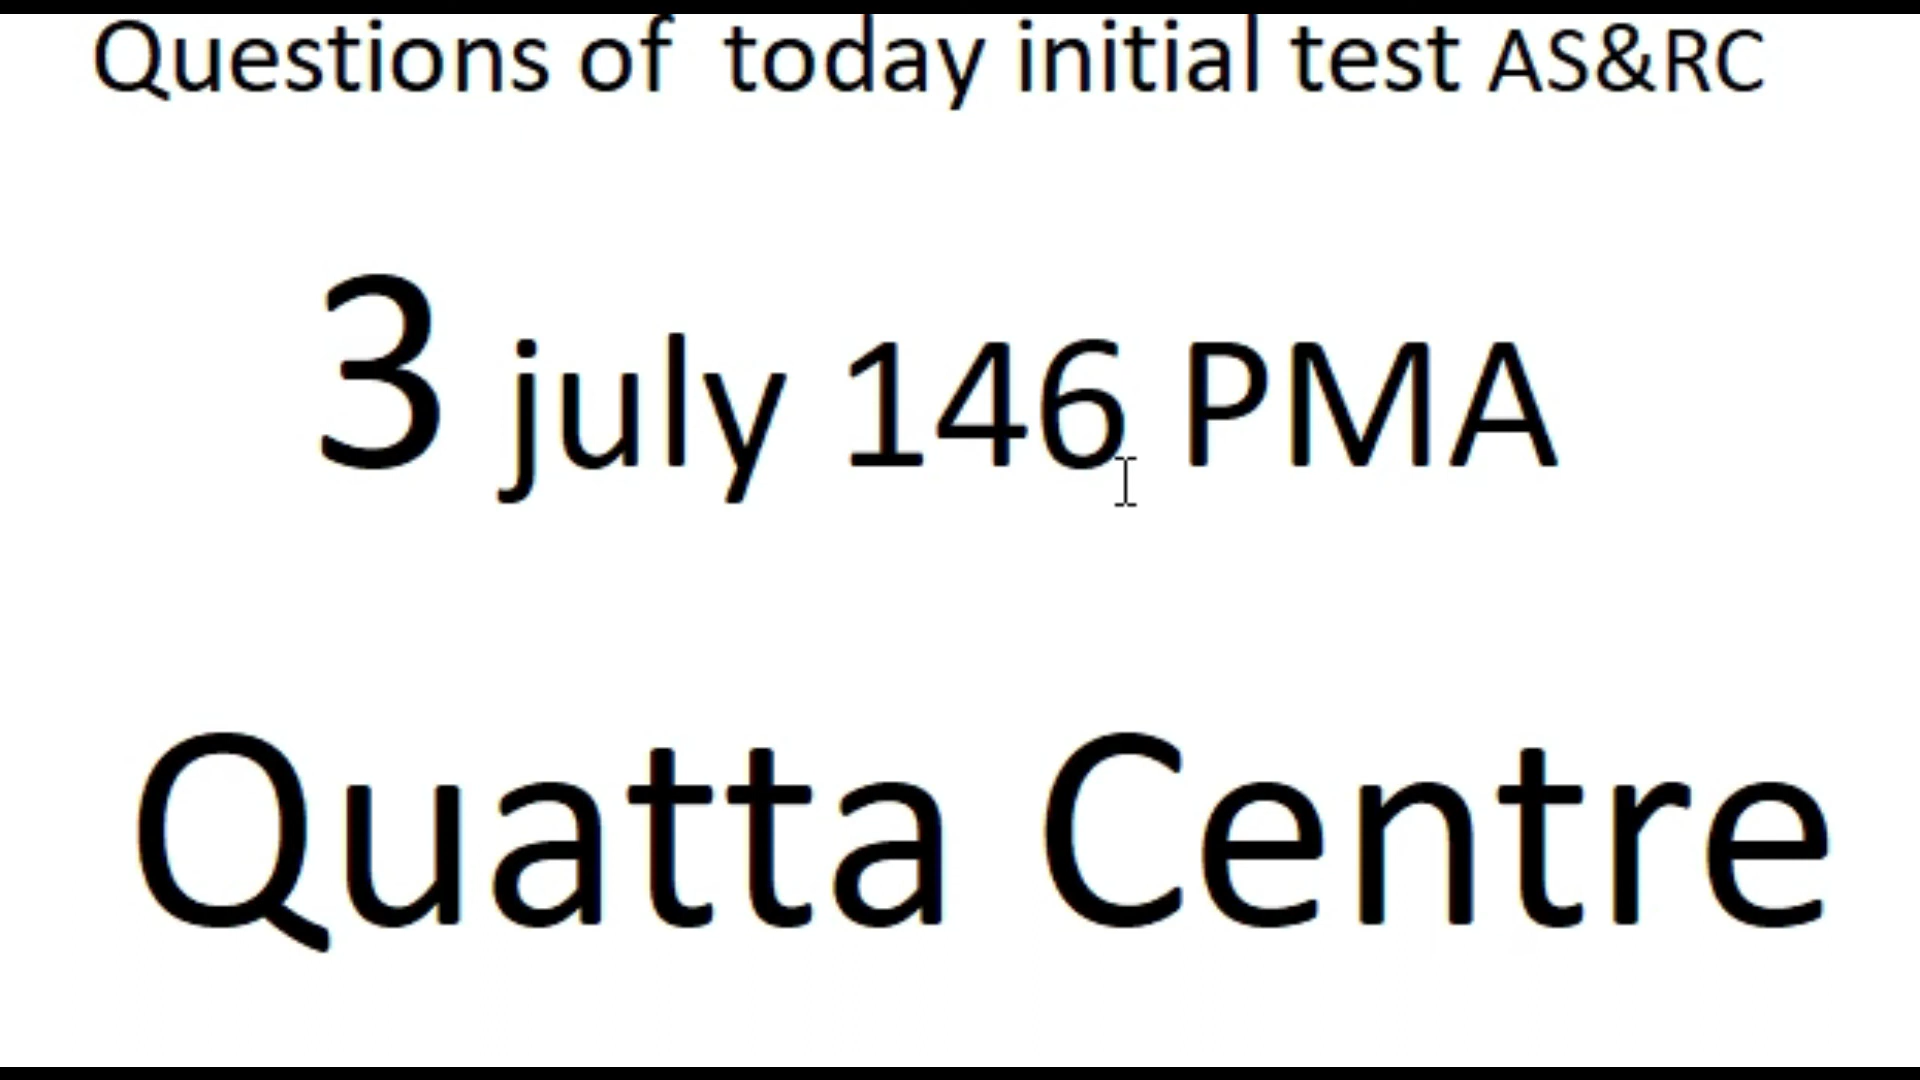 Questions of today initial test AS&RC
3 july 146 PMA
Quatta Centre